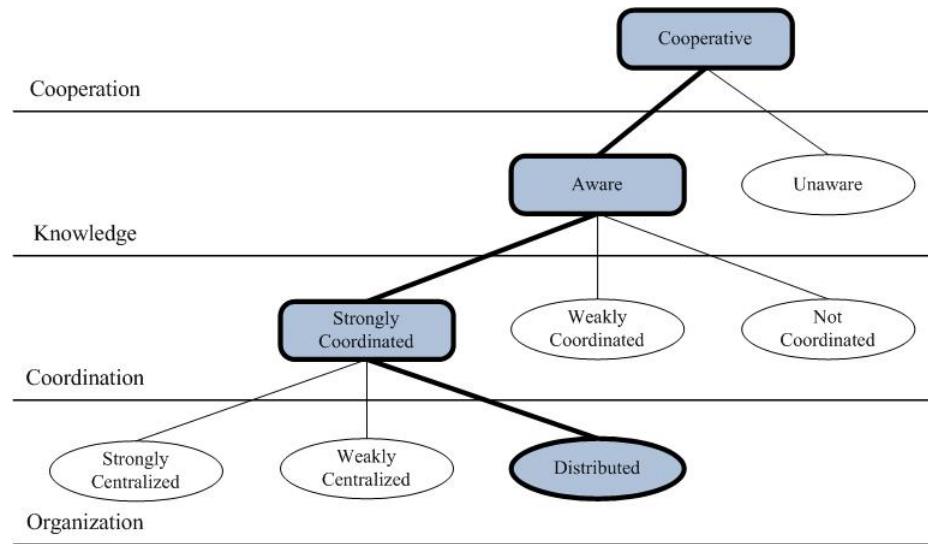 Cooperative
Cooperation
Aware
Unaware
Knowledge
Strongly
Coordinated
Weakly
Coordinated
Not
Coordinated
Coordination
Strongly
Centralized
Weakly
Centralized
Distributed
Organization